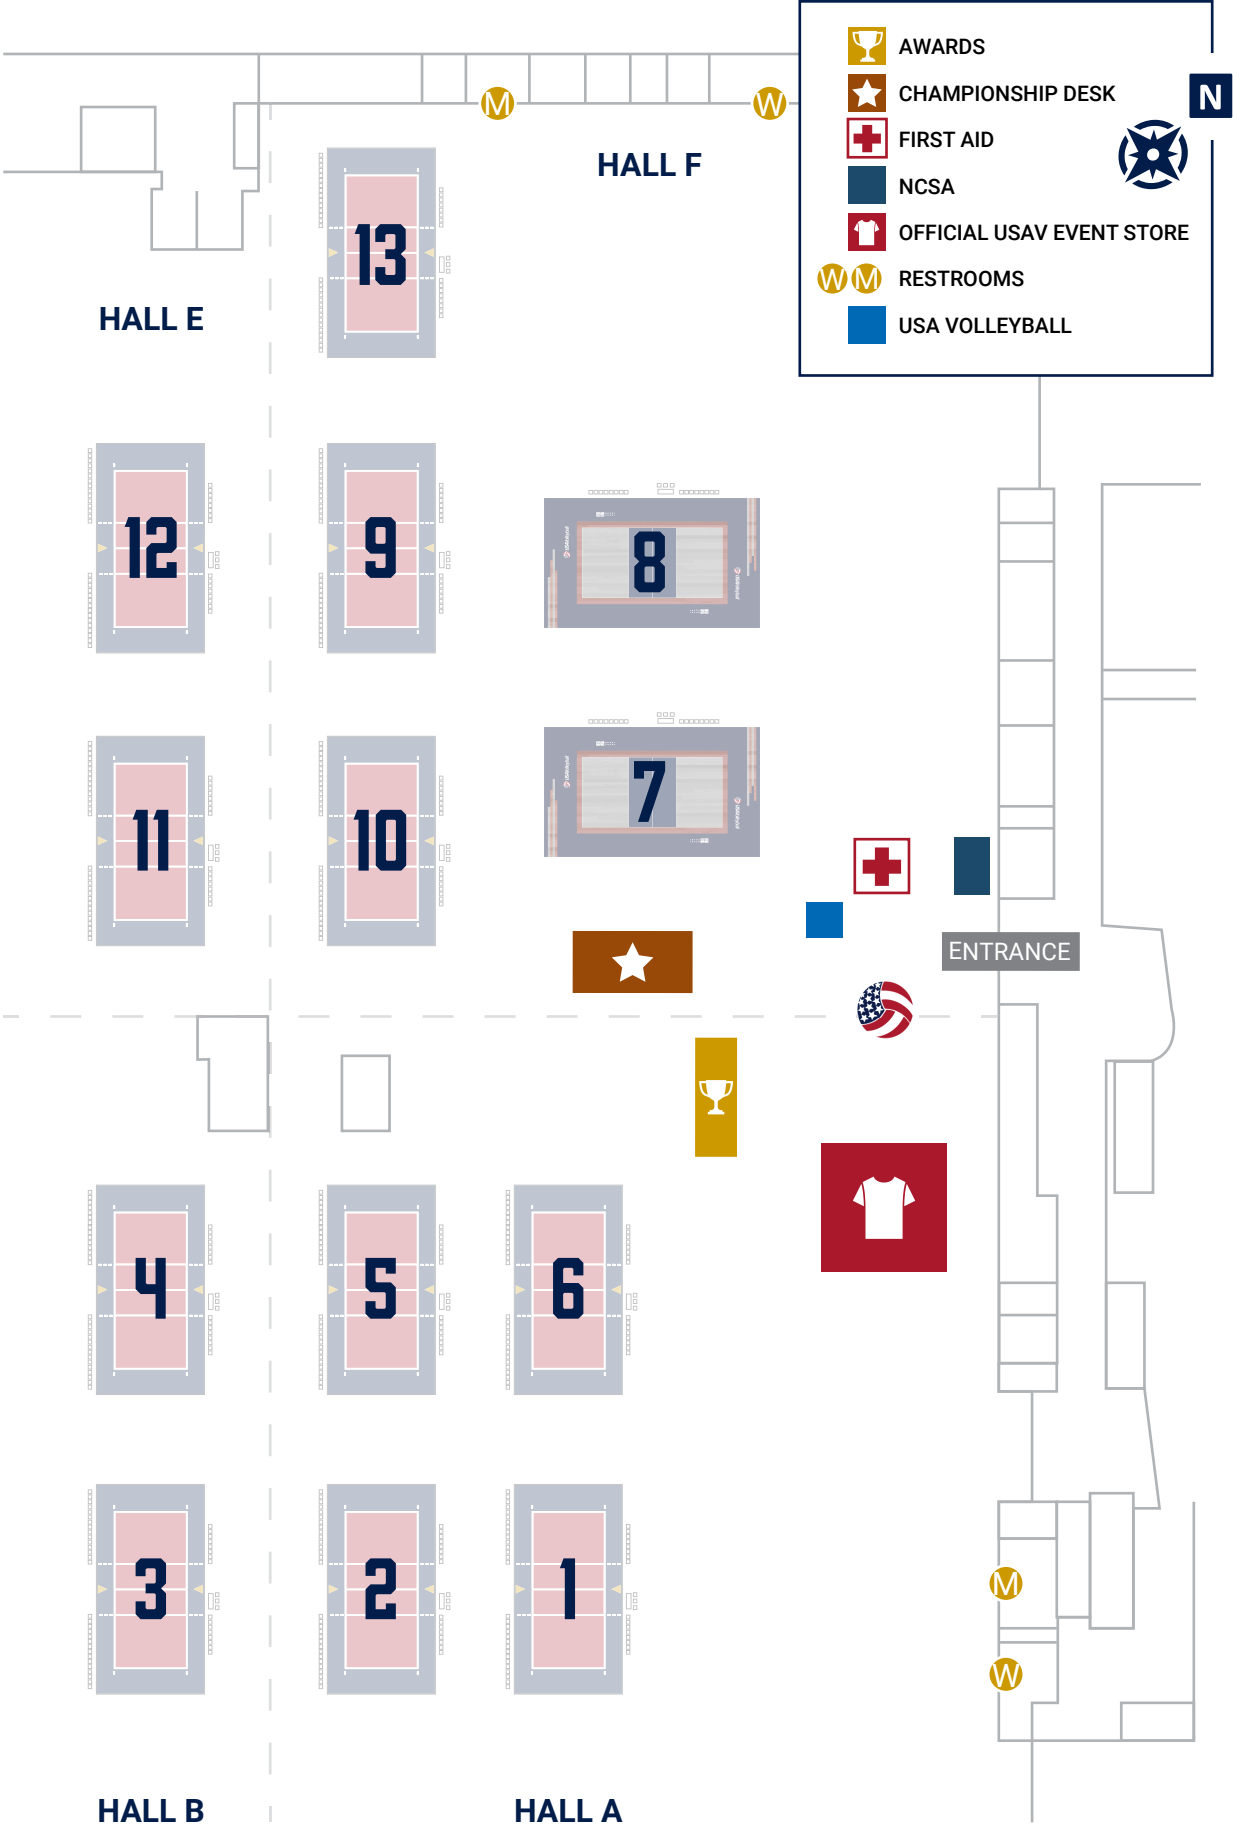 AWARDS
CHAMPIONSHIP DESK
N
FIRST AID
NCSA
OFFICIAL USAV EVENT STORE
W M RESTROOMS
USA VOLLEYBALL
M
W
HALL F
13
HALL E
12
9
8
7
11
10
ENTRANCE
4
5
6
3
2
1
M
W
HALL B
HALL A